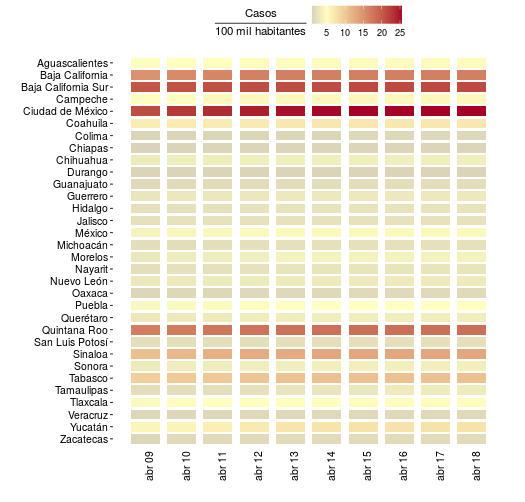 Casos
100 mil habitantes
5 10 15 20 25
Aguascalientes
Baja California
Baja California Sur
Campeche
Ciudad de México
Coahuila
Colima
Chiapas
Chihuahua
Durango
Guanajuato
Guerrero
Hidalgo
Jalisco
México
Michoacán
Morelos
Nayarit
Nuevo León
Oaxaca
Puebla
Querétaro
Quintana Roo
San Luis Potosí
Sinaloa
Sonora
Tabasco
Tamaulipas
Tlaxcala
Veracruz
Yucatán
Zacatecas
abr 09
abr 10
abr 11
abr 12
abr 13
abr 14
abr 15
abr 16
abr 17
abr 18